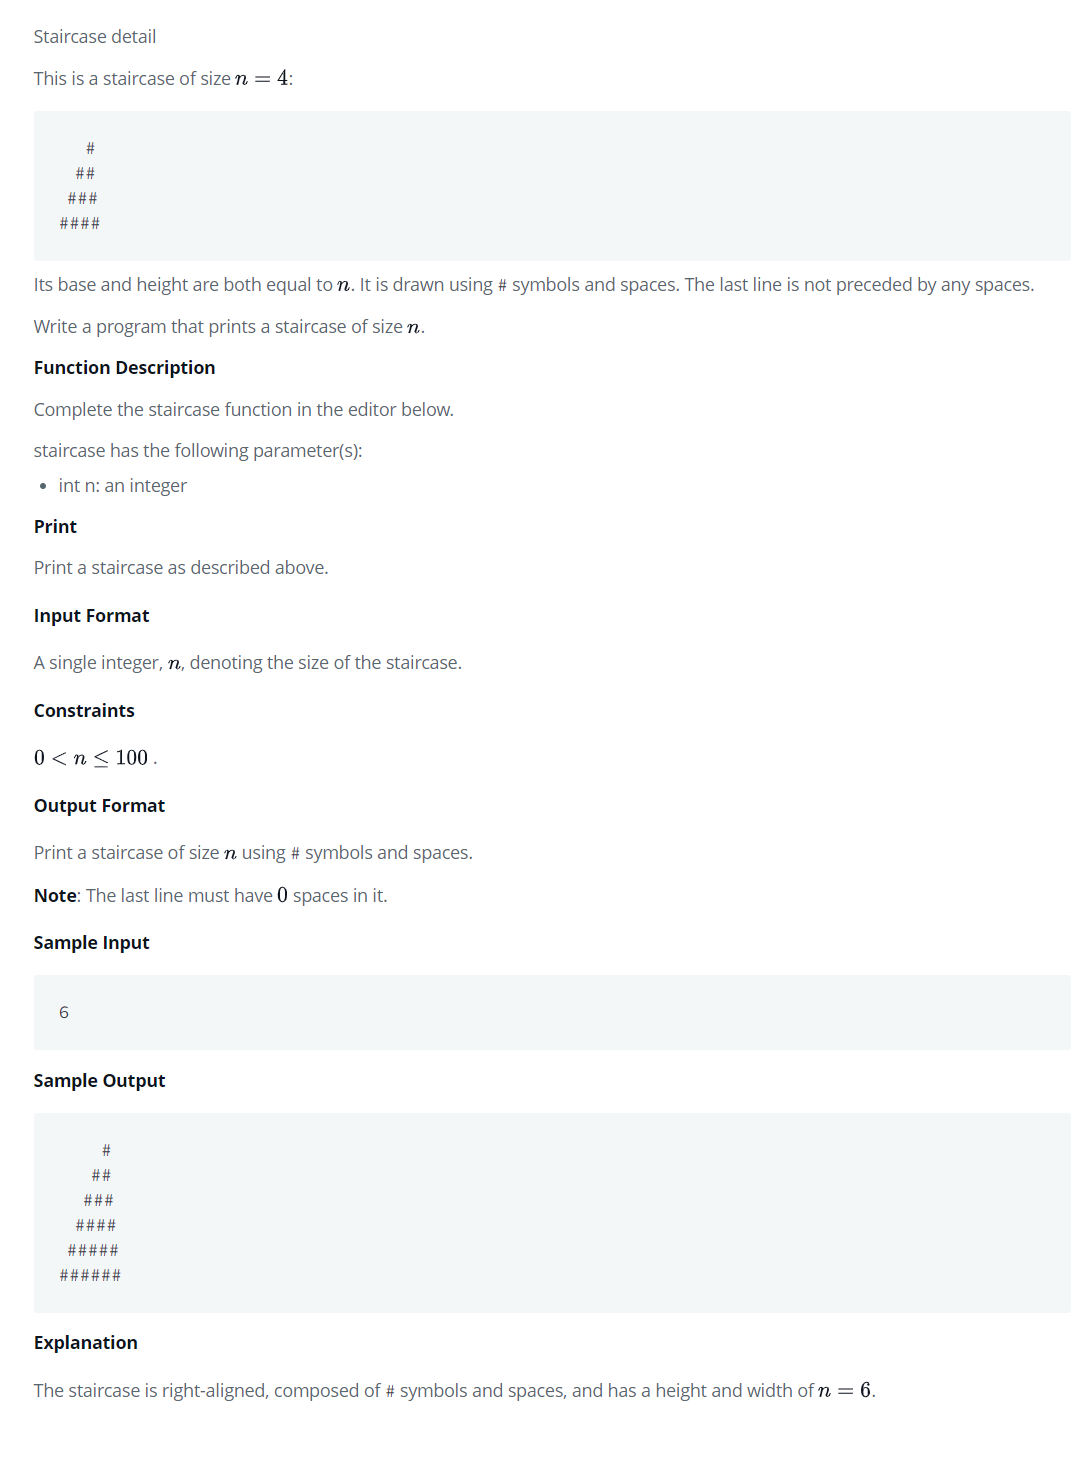 Staircase detail
This is a staircase of size n = 4:
   #
  ##
 ###
####
Its base and height are both equal to n. It is drawn using # symbols and spaces. The last line is not preceded by any spaces.
Write a program that prints a staircase of size n.
Function Description
Complete the staircase function in the editor below.
staircase has the following parameter(s):
• int n: an integer
Print
Print a staircase as described above.
Input Format
A single integer, n, denoting the size of the staircase.
Constraints
0 < n ≤ 100 .
Output Format
Print a staircase of size n using # symbols and spaces.
Note: The last line must have 0 spaces in it.
Sample Input
6
Sample Output
     #
    ##
   ###
  ####
 #####
######
Explanation
The staircase is right-aligned, composed of # symbols and spaces, and has a height and width of n = 6.